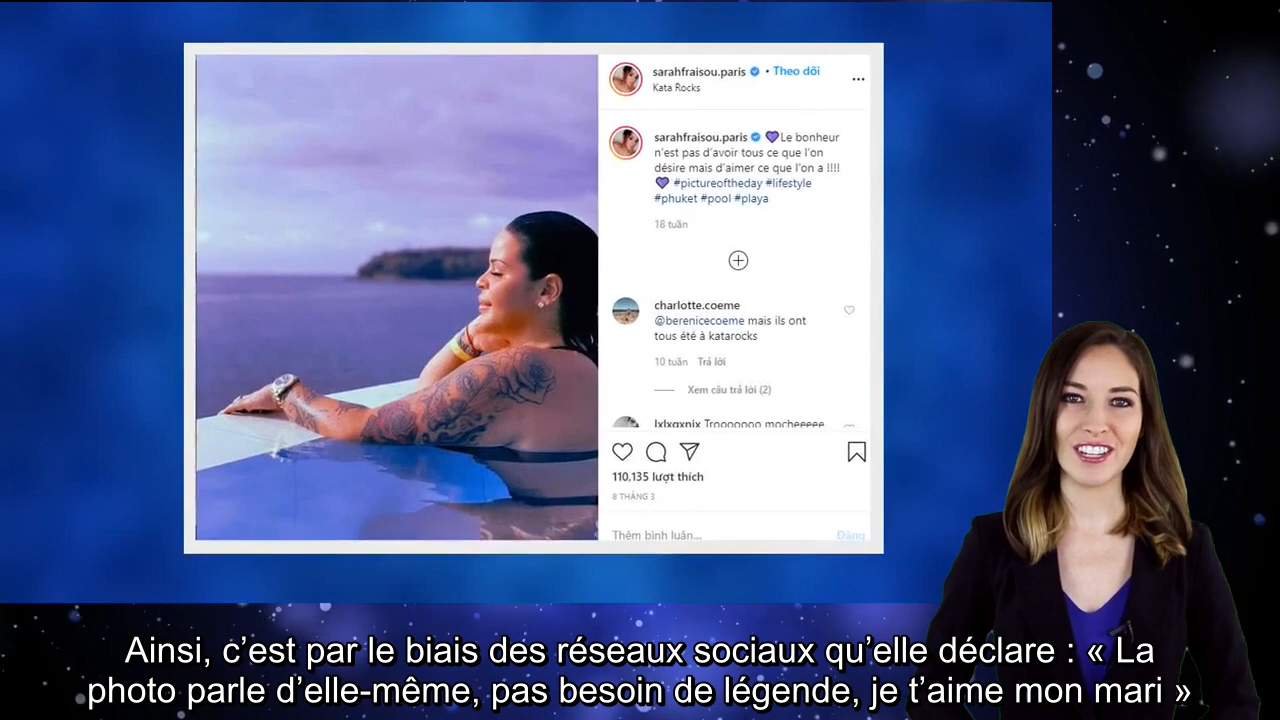 sarahfraisou.paris • Theo dõi
Kata Rocks
sarahfraisou.paris 💜Le bonheur
n'est pas d'avoir tous ce que l'on
désire mais d'aimer ce que l'on a !!!!
💜 #pictureoftheday #lifestyle
#phuket #pool #playa
18 tuần
charlotte.coeme
@berenicecoeme mais ils ont
tous été à katarocks
10 tuần Trả lời
Xem câu trả lời (2)
lxlxgxnix Trooooooo mocheeeee
110,135 lượt thích
8 THÁNG 3
Thêm bình luận...
Đăng
Ainsi, c’est par le biais des réseaux sociaux qu’elle déclare : « La
photo parle d’elle-même, pas besoin de légende, je t’aime mon mari »